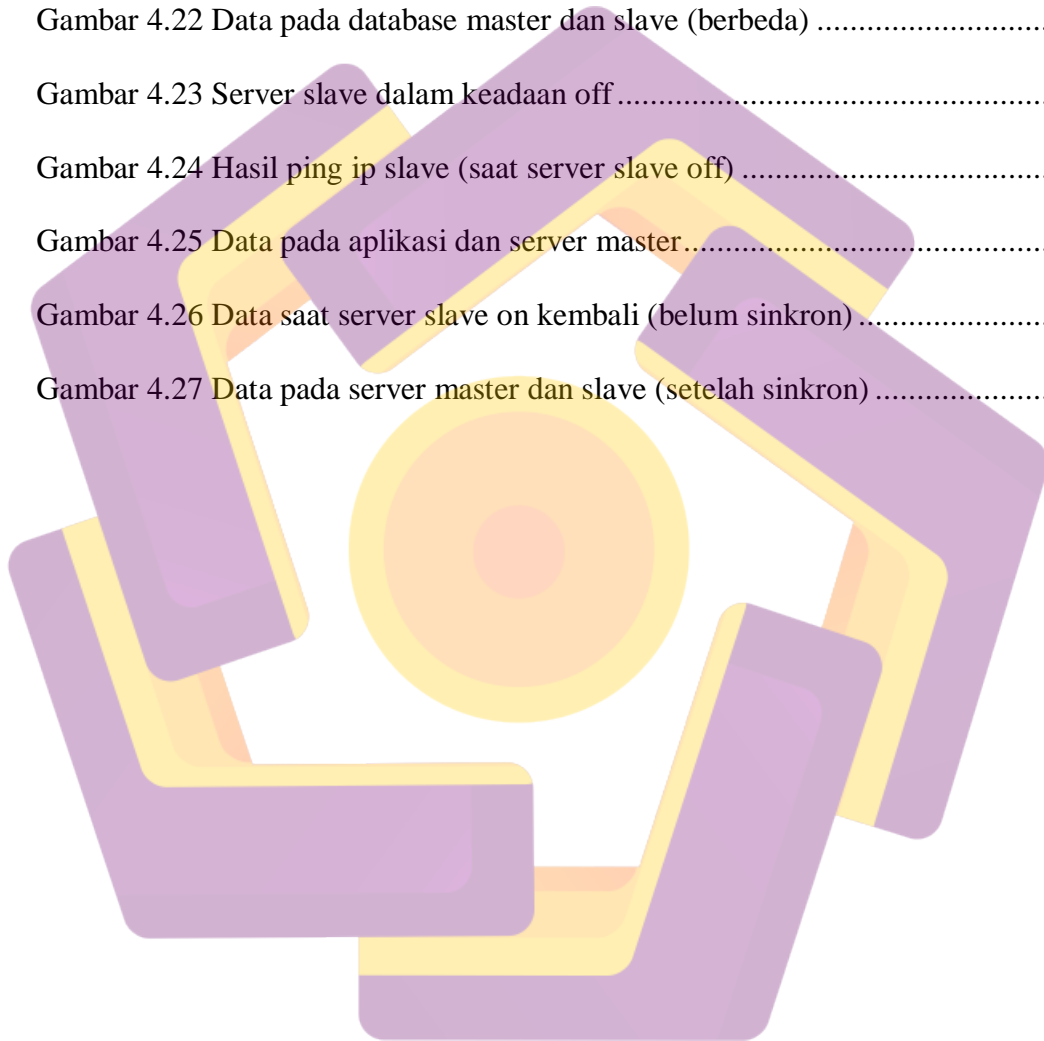 Gambar 4.22 Data pada database master dan slave (berbeda) ............................
Gambar 4.23 Server slave dalam keadaan off .....................................................
Gambar 4.24 Hasil ping ip slave (saat server slave off) .....................................
Gambar 4.25 Data pada aplikasi dan server master............................................
Gambar 4.26 Data saat server slave on kembali (belum sinkron) .......................
Gambar 4.27 Data pada server master dan slave (setelah sinkron) .....................